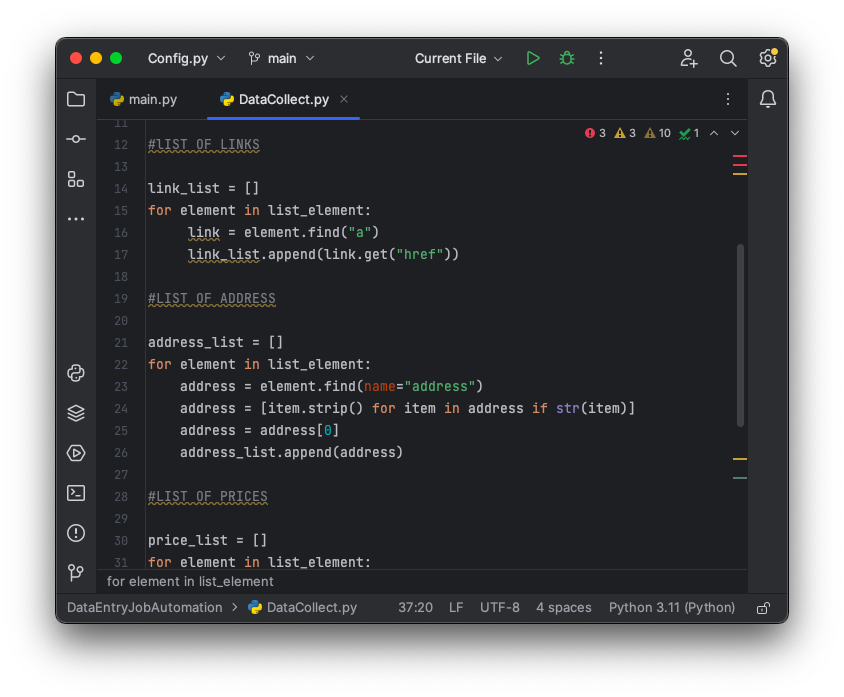 Config.py
main
Current File
main.py
DataCollect.py
3 3 10 1
11
12 #lIST OF LINKS
13
14 link_list = []
15 for element in list_element:
16 link = element.find("a")
17 link_list.append(link.get("href"))
18
19 #LIST OF ADDRESS
20
21 address_list = []
22 for element in list_element:
23 address = element.find(name="address")
24 address = [item.strip() for item in address if str(item)]
25 address = address[0]
26 address_list.append(address)
27
28 #LIST OF PRICES
29
30 price_list = []
31 for element in list_element:
for element in list_element
DataEntryJobAutomation > DataCollect.py 37:20 LF UTF-8 4 spaces Python 3.11 (Python)